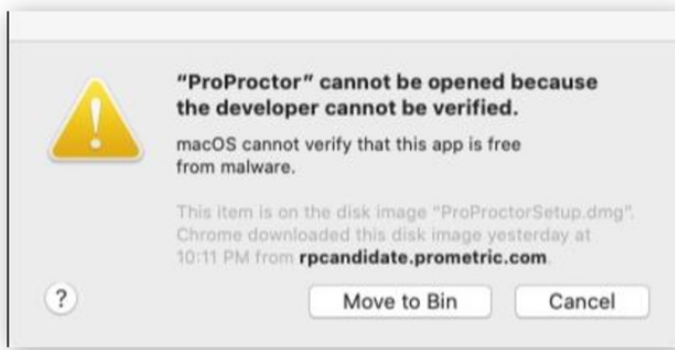 “ProProctor” cannot be opened because
the developer cannot be verified.
macOS cannot verify that this app is free
from malware.
This item is on the disk image “ProProctorSetup.dmg”.
Chrome downloaded this disk image yesterday at
10:11 PM from rpcandidate.prometric.com.
?
Move to Bin
Cancel